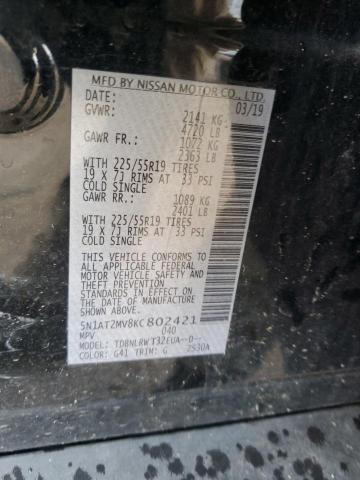 MFD BY NISSAN MOTOR CO., LTD
DATE: 03/19
GVWR: 2141 KG
4720 LB
GAWR FR.: 1072 KG
2363 LB
WITH 225/55R19 TIRES
19 X 7J RIMS AT 33 PSI
COLD SINGLE
GAWR RR.: 1089 KG
2401 LB
WITH 225/55R19 TIRES
19 X 7J RIMS AT 33 PSI
COLD SINGLE
THIS VEHICLE CONFORMS TO
ALL APPLICABLE FEDERAL
MOTOR VEHICLE SAFETY
AND THEFT PREVENTION
STANDARDS IN EFFECT ON
THE DATE OF MANUFACTURE
SHOWN ABOVE.
5N1AT2MV8KC802421
MPV 040
MODEL: TDBNLRWT32EUA--D--
COLOR: G41 TRIM: G 2530A